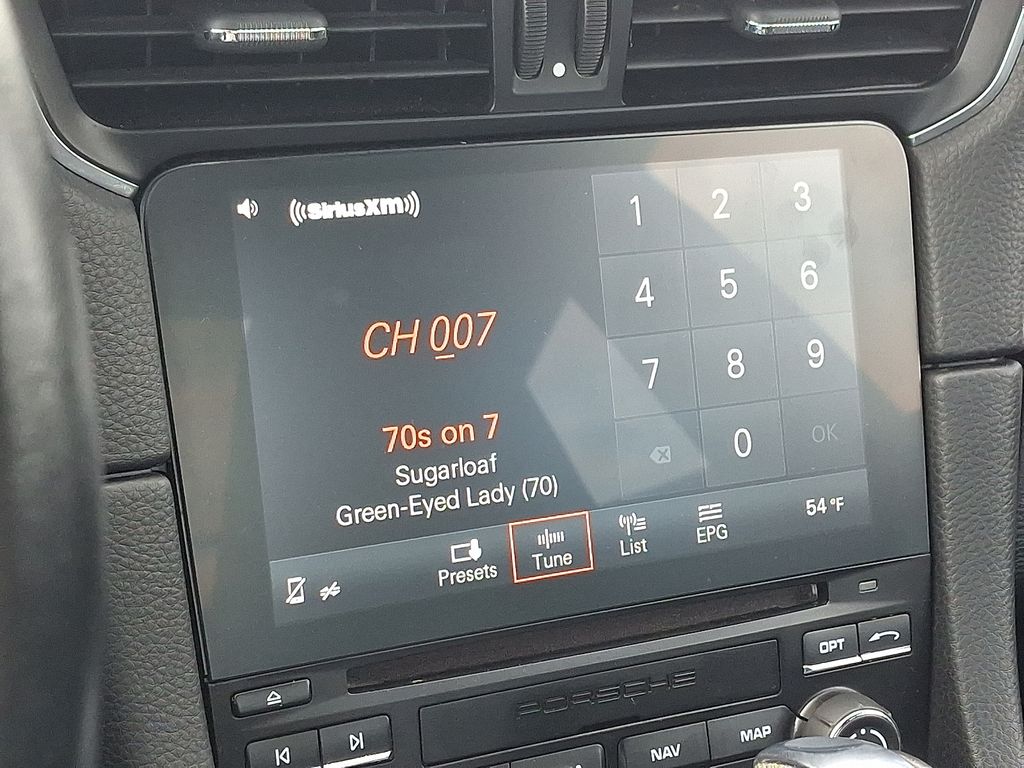 SiriusXM
CH 007
70s on 7
Sugarloaf
Green-Eyed Lady (70)
1 2 3
4 5 6
7 8 9
0 OK
Presets
Tune
List
EPG
54 °F
OPT
PORSCHE
NAV
MAP